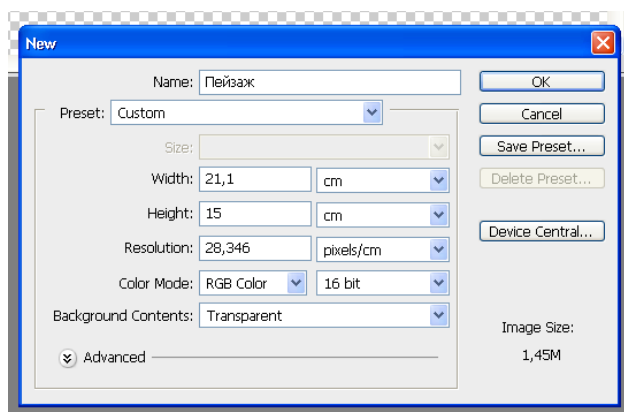 New
Name: Пейзаж
OK
Preset: Custom
Cancel
Size:
Save Preset...
Width: 21,1 cm
Delete Preset...
Height: 15 cm
Device Central...
Resolution: 28,346 pixels/cm
Color Mode: RGB Color 16 bit
Background Contents: Transparent
Image Size:
Advanced
1,45M